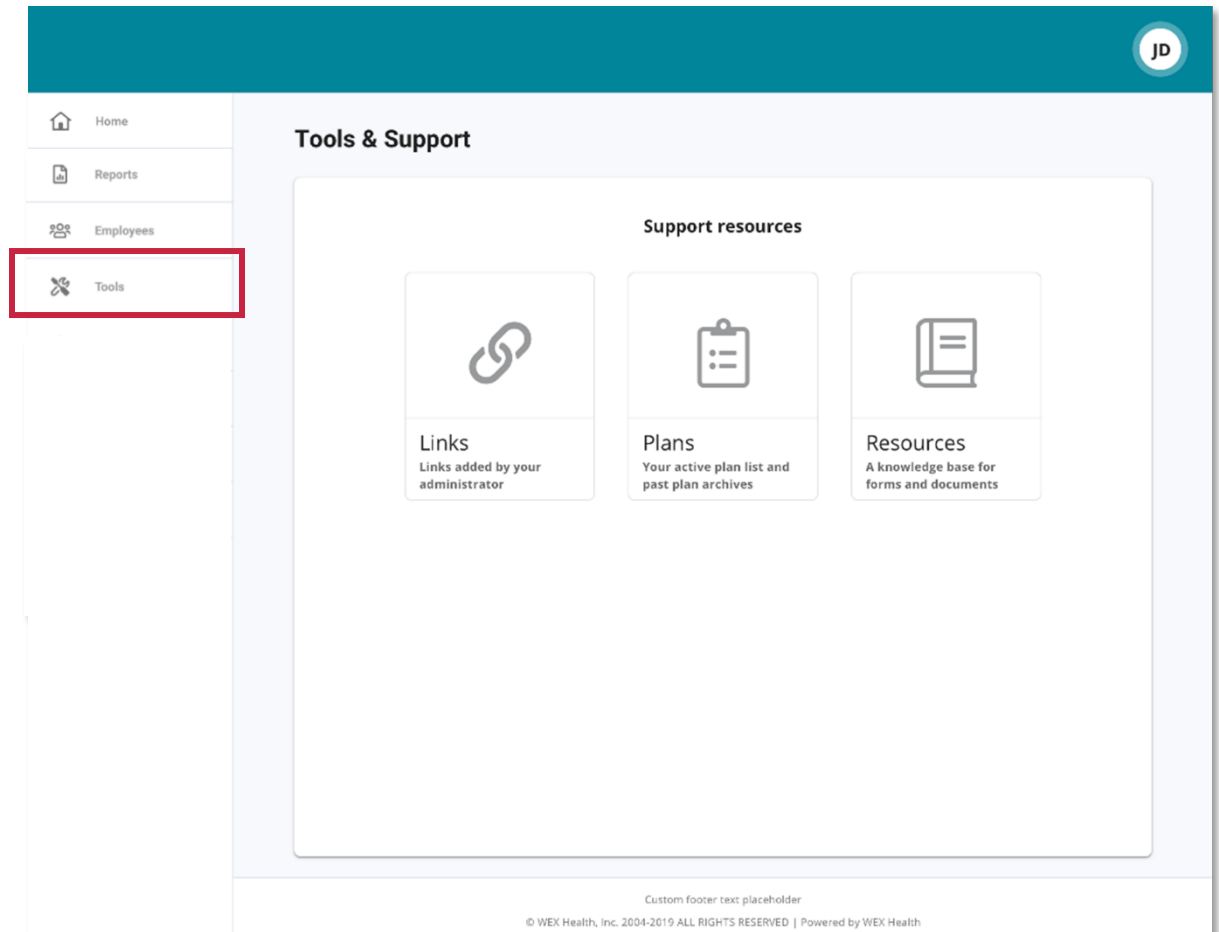 JD
Home
Reports
Employees
Tools
Tools & Support
Support resources
Links
Links added by your
administrator
Plans
Your active plan list and
past plan archives
Resources
A knowledge base for
forms and documents
Custom footer text placeholder
© WEX Health, Inc. 2004-2019 ALL RIGHTS RESERVED | Powered by WEX Health